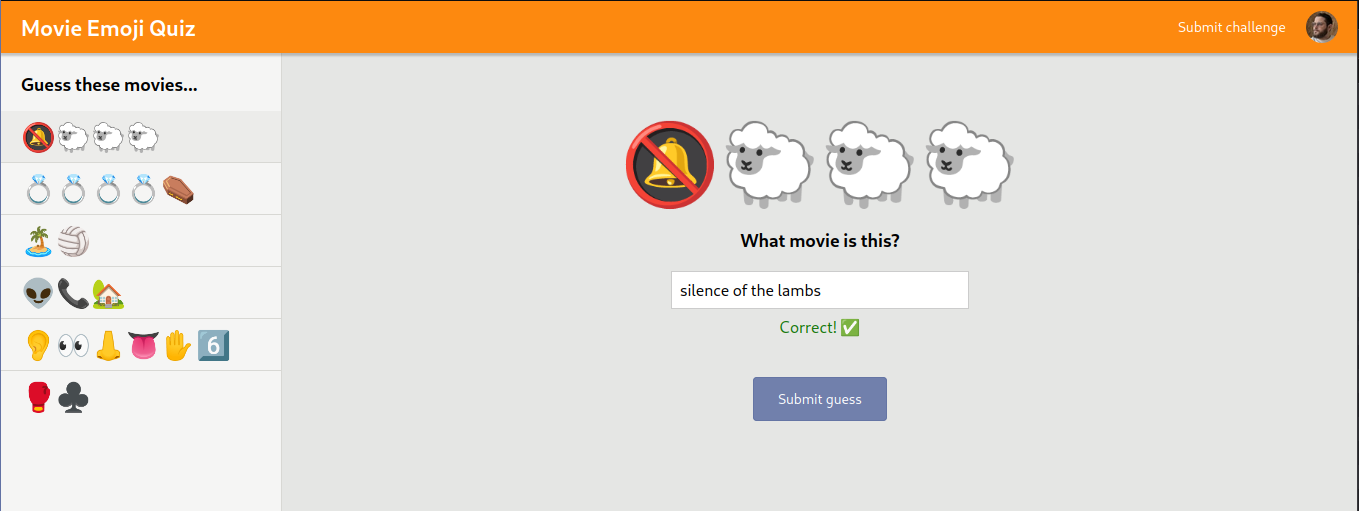 Movie Emoji Quiz
Submit challenge
Guess these movies...
6
What movie is this?
silence of the lambs
Correct! ✅
Submit guess